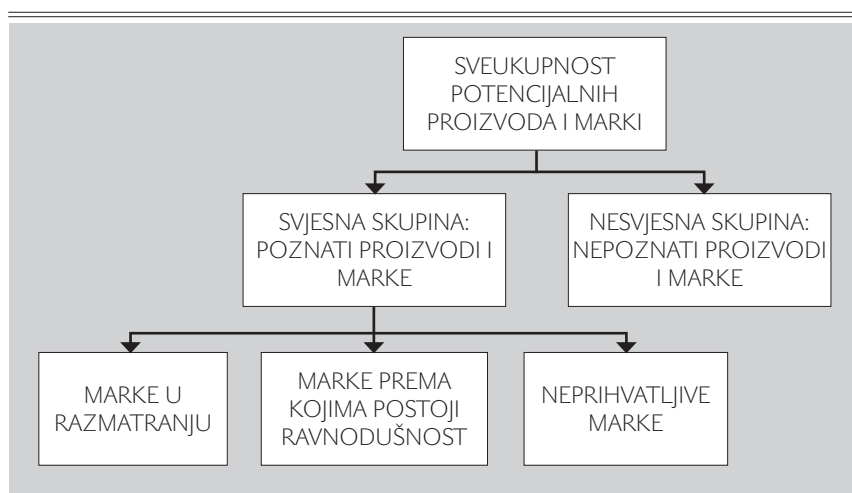 SVEUKUPNOST
POTENCIJALNIH
PROIZVODA I MARKI
SVJESNA SKUPINA:
POZNATI PROIZVODI I
MARKE
NESVJESNA SKUPINA:
NEPOZNATI PROIZVODI
I MARKE
MARKE U
RAZMATRANJU
MARKE PREMA
KOJIMA POSTOJI
RAVNODUŠNOST
NEPRIHVATLJIVE
MARKE